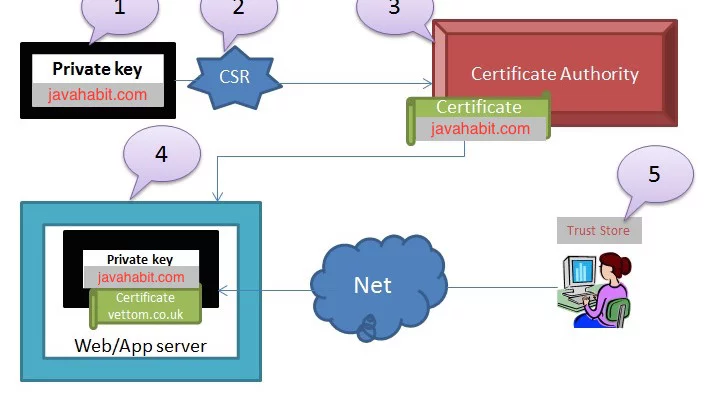 1
2
3
Private key
javahabit.com
CSR
Certificate Authority
Certificate
javahabit.com
4
5
Trust Store
Private key
javahabit.com
Certificate
vettom.co.uk
Web/App server
Net